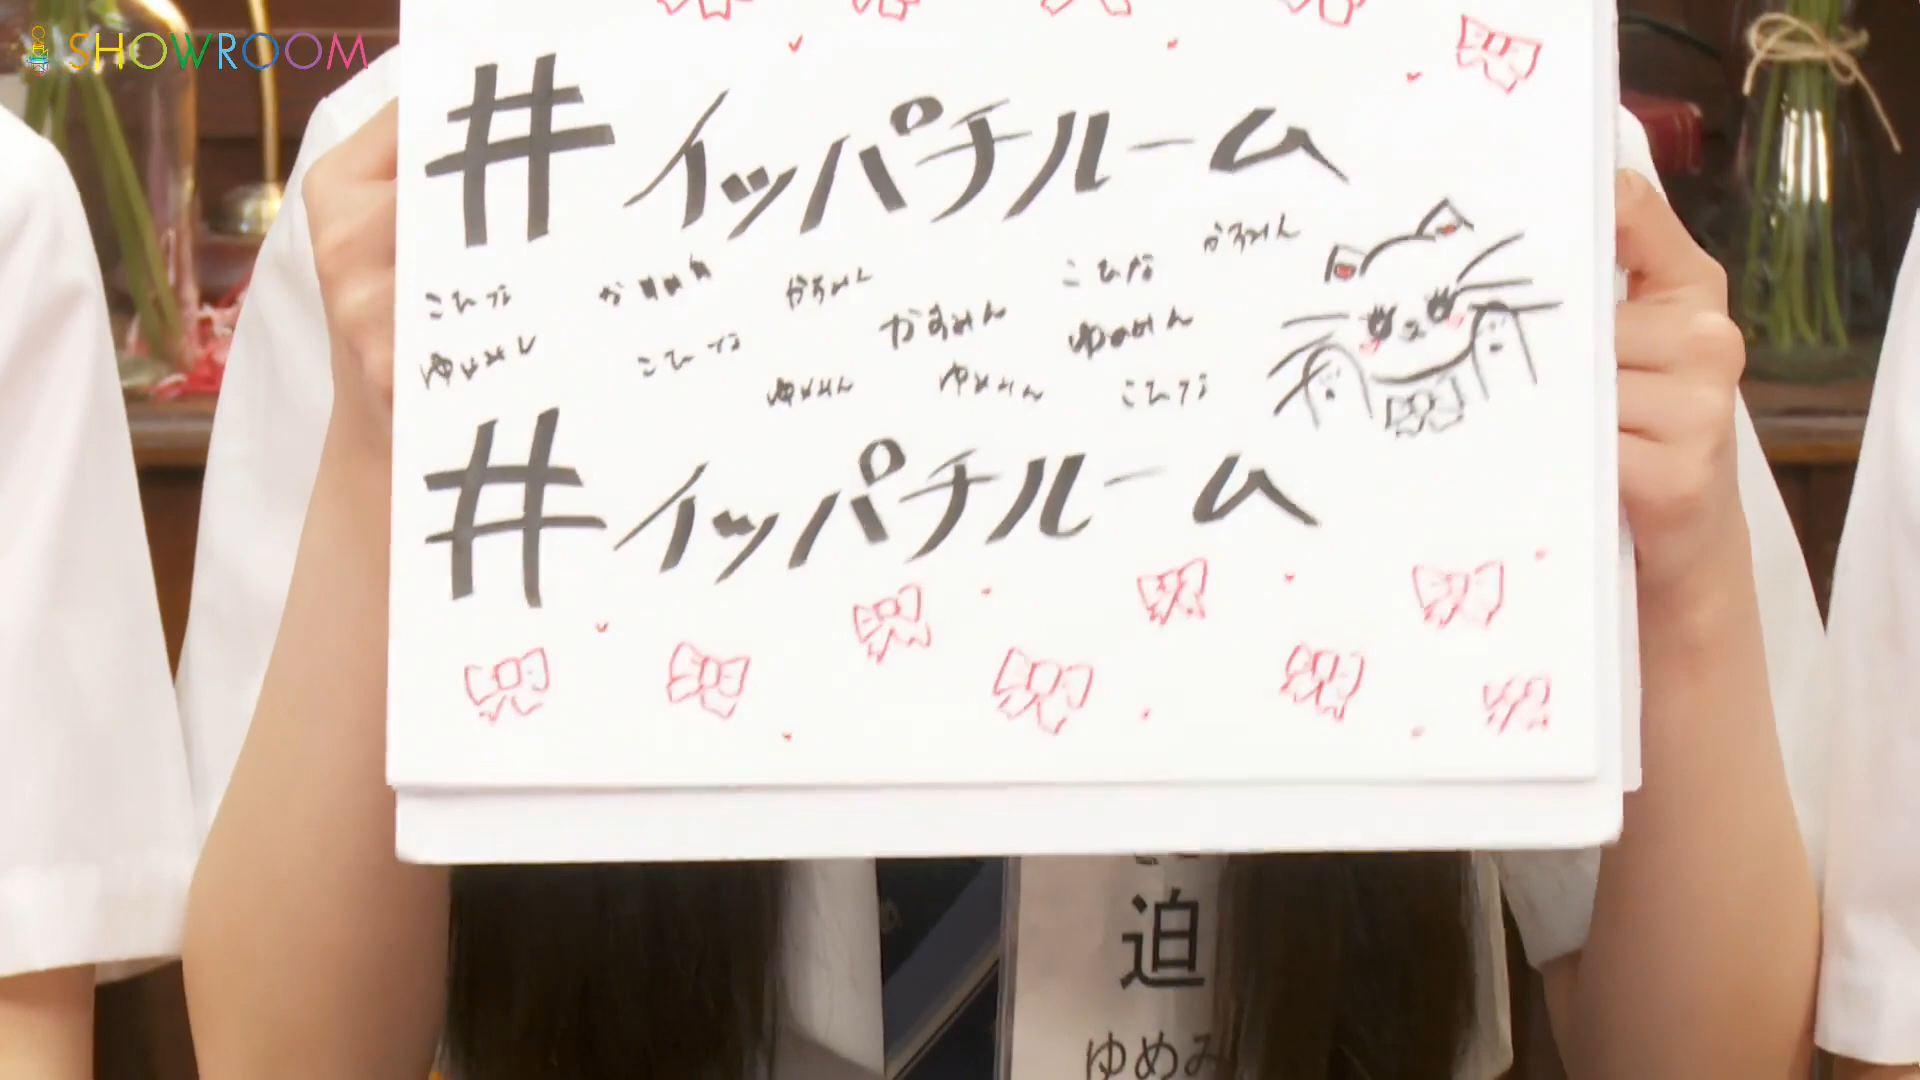 SHOWROOM
#イッパチルーム
こひな かすみん かすみん こひな かすみん
ゆめみん こひな かすみん ゆめみん
ゆめみん ゆめみん こひな
#イッパチルーム
迫
ゆめみ